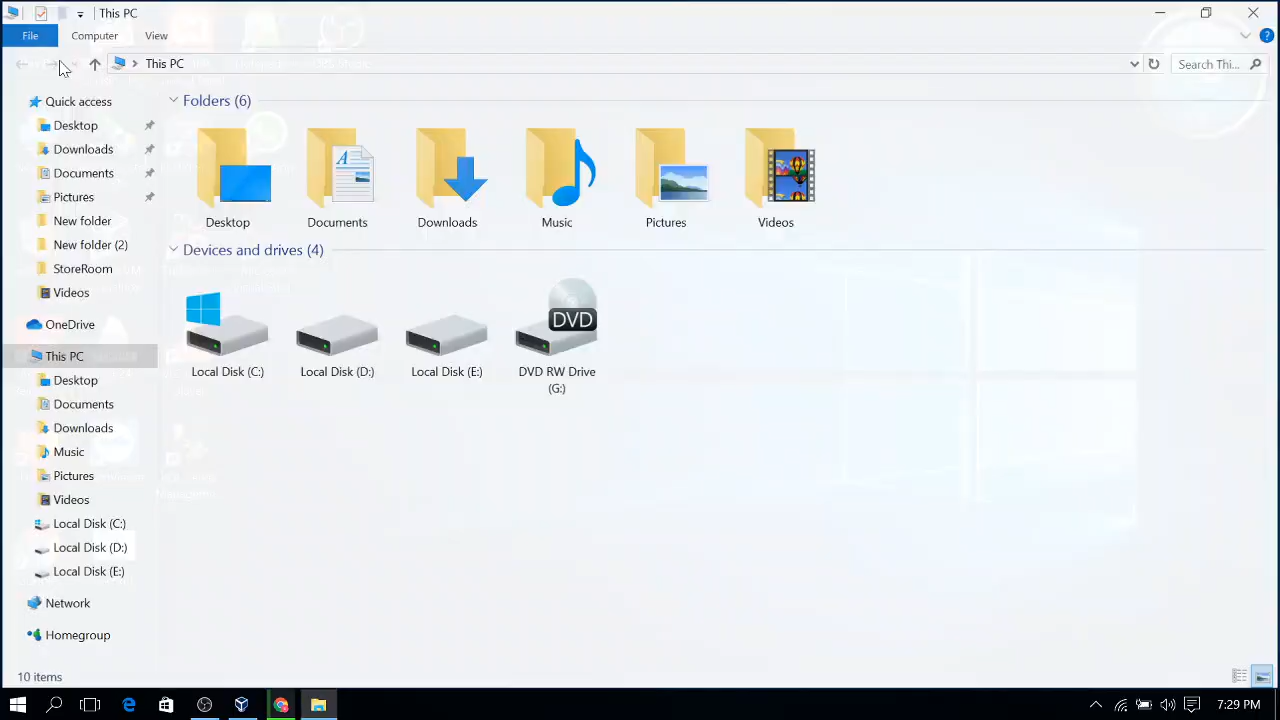 This PC
File Computer View
This PC Search Thi...
Quick access
Desktop
Downloads
Documents
Pictures
New folder
New folder (2)
StoreRoom
Videos
OneDrive
This PC
Desktop
Documents
Downloads
Music
Pictures
Videos
Local Disk (C:)
Local Disk (D:)
Local Disk (E:)
Network
Homegroup
Folders (6)
Desktop Documents Downloads Music Pictures Videos
Devices and drives (4)
DVD
Local Disk (C:) Local Disk (D:) Local Disk (E:) DVD RW Drive
(G:)
10 items
7:29 PM